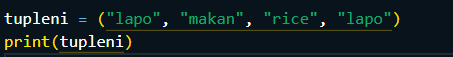 tupleni = ("lapo", "makan", "rice", "lapo")
print(tupleni)